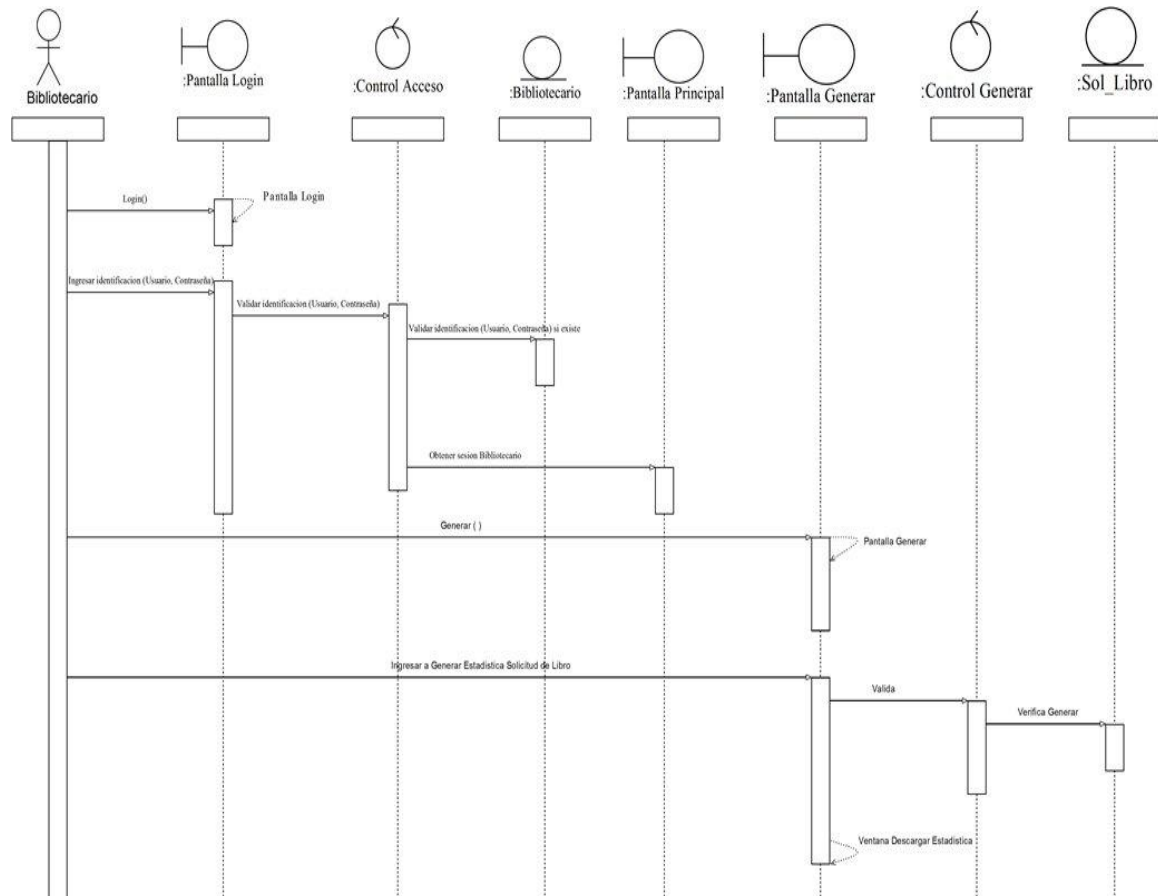 Bibliotecario
:Pantalla Login
:Control Acceso
:Bibliotecario
:Pantalla Principal
:Pantalla Generar
:Control Generar
:Sol_Libro
Login()
Pantalla Login
Ingresar identificacion (Usuario, Contraseña)
Validar identificacion (Usuario, Contraseña)
Validar identificacion (Usuario, Contraseña) si existe
Obtener sesion Bibliotecario
Generar ( )
Pantalla Generar
Ingresar a Generar Estadistica Solicitud de Libro
Valida
Verifica Generar
Ventana Descargar Estadistica